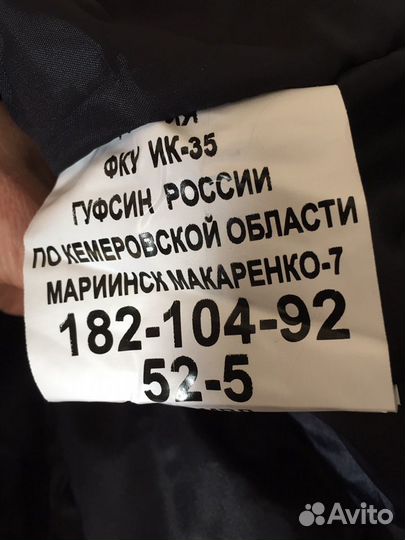 ФКУ ИК-35
ГУФСИН РОССИИ
ПО КЕМЕРОВСКОЙ ОБЛАСТИ
МАРИИНСК МАКАРЕНКО-7
182-104-92
52-5
Avito